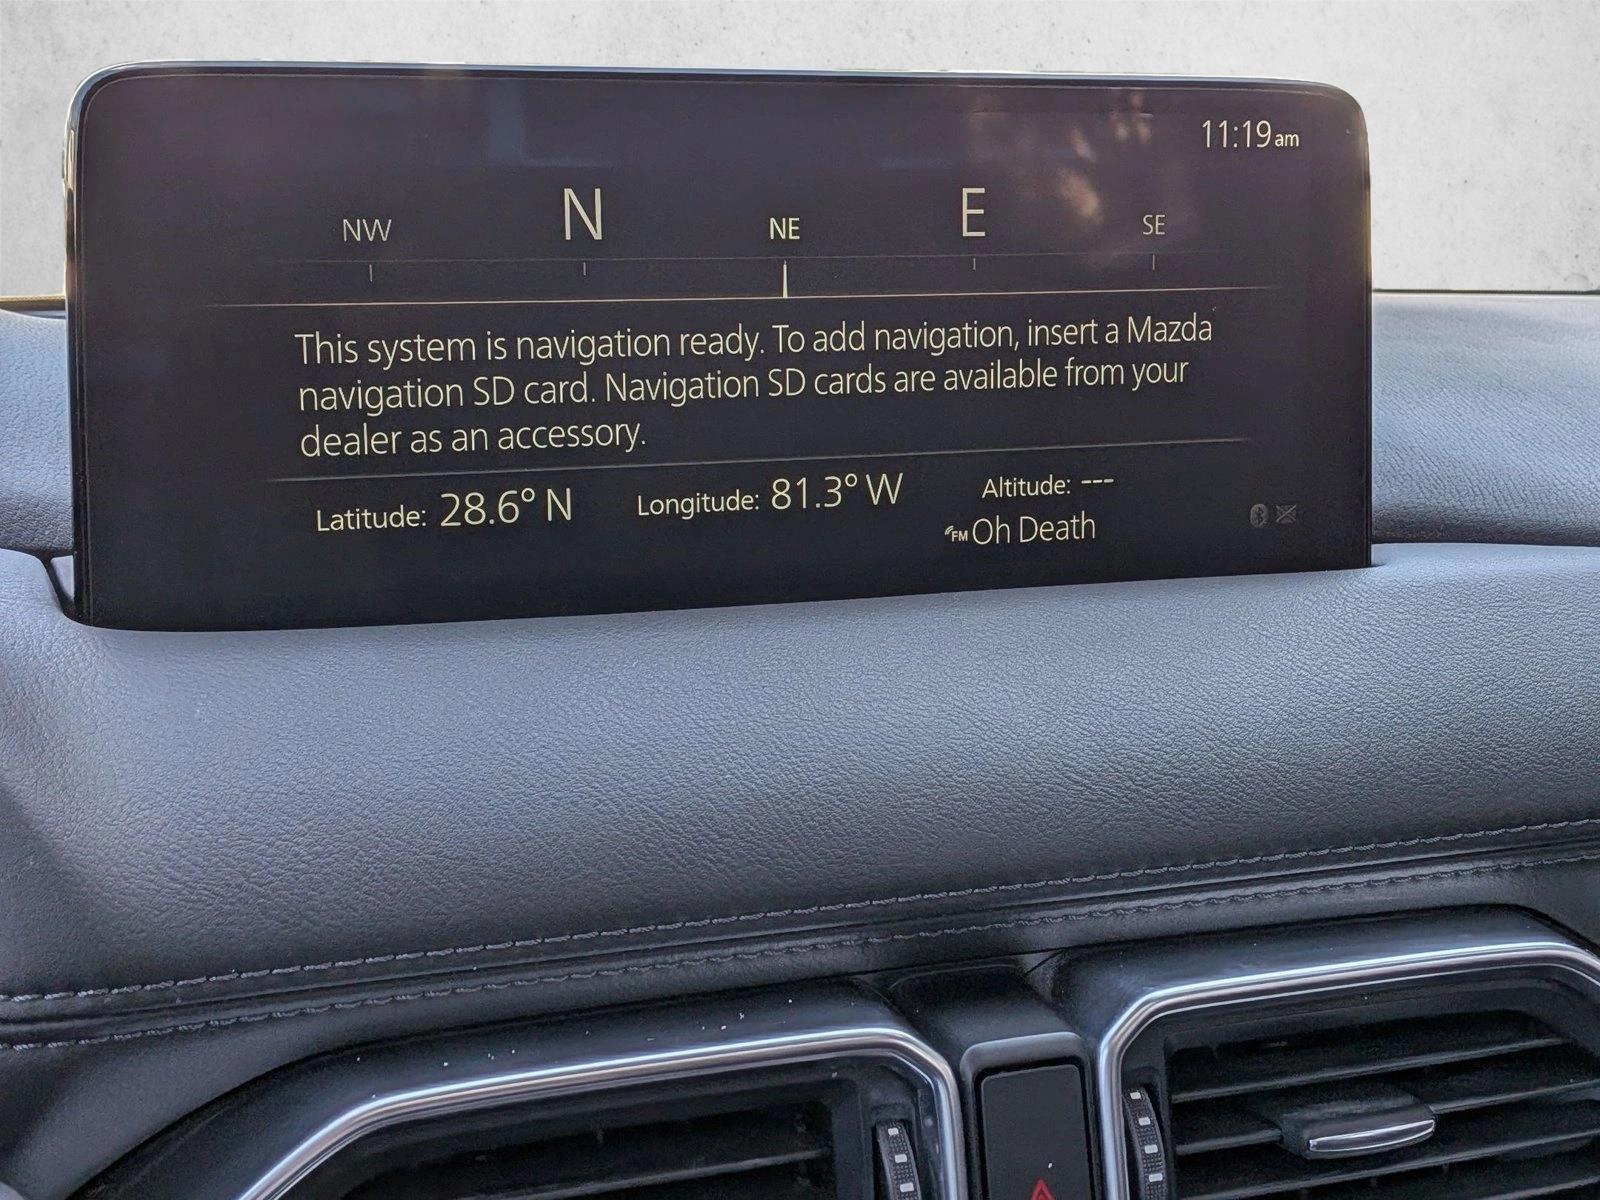 11:19am
NW N NE E SE
This system is navigation ready. To add navigation, insert a Mazda
navigation SD card. Navigation SD cards are available from your
dealer as an accessory.
Latitude: 28.6° N Longitude: 81.3° W Altitude: ---
FM Oh Death